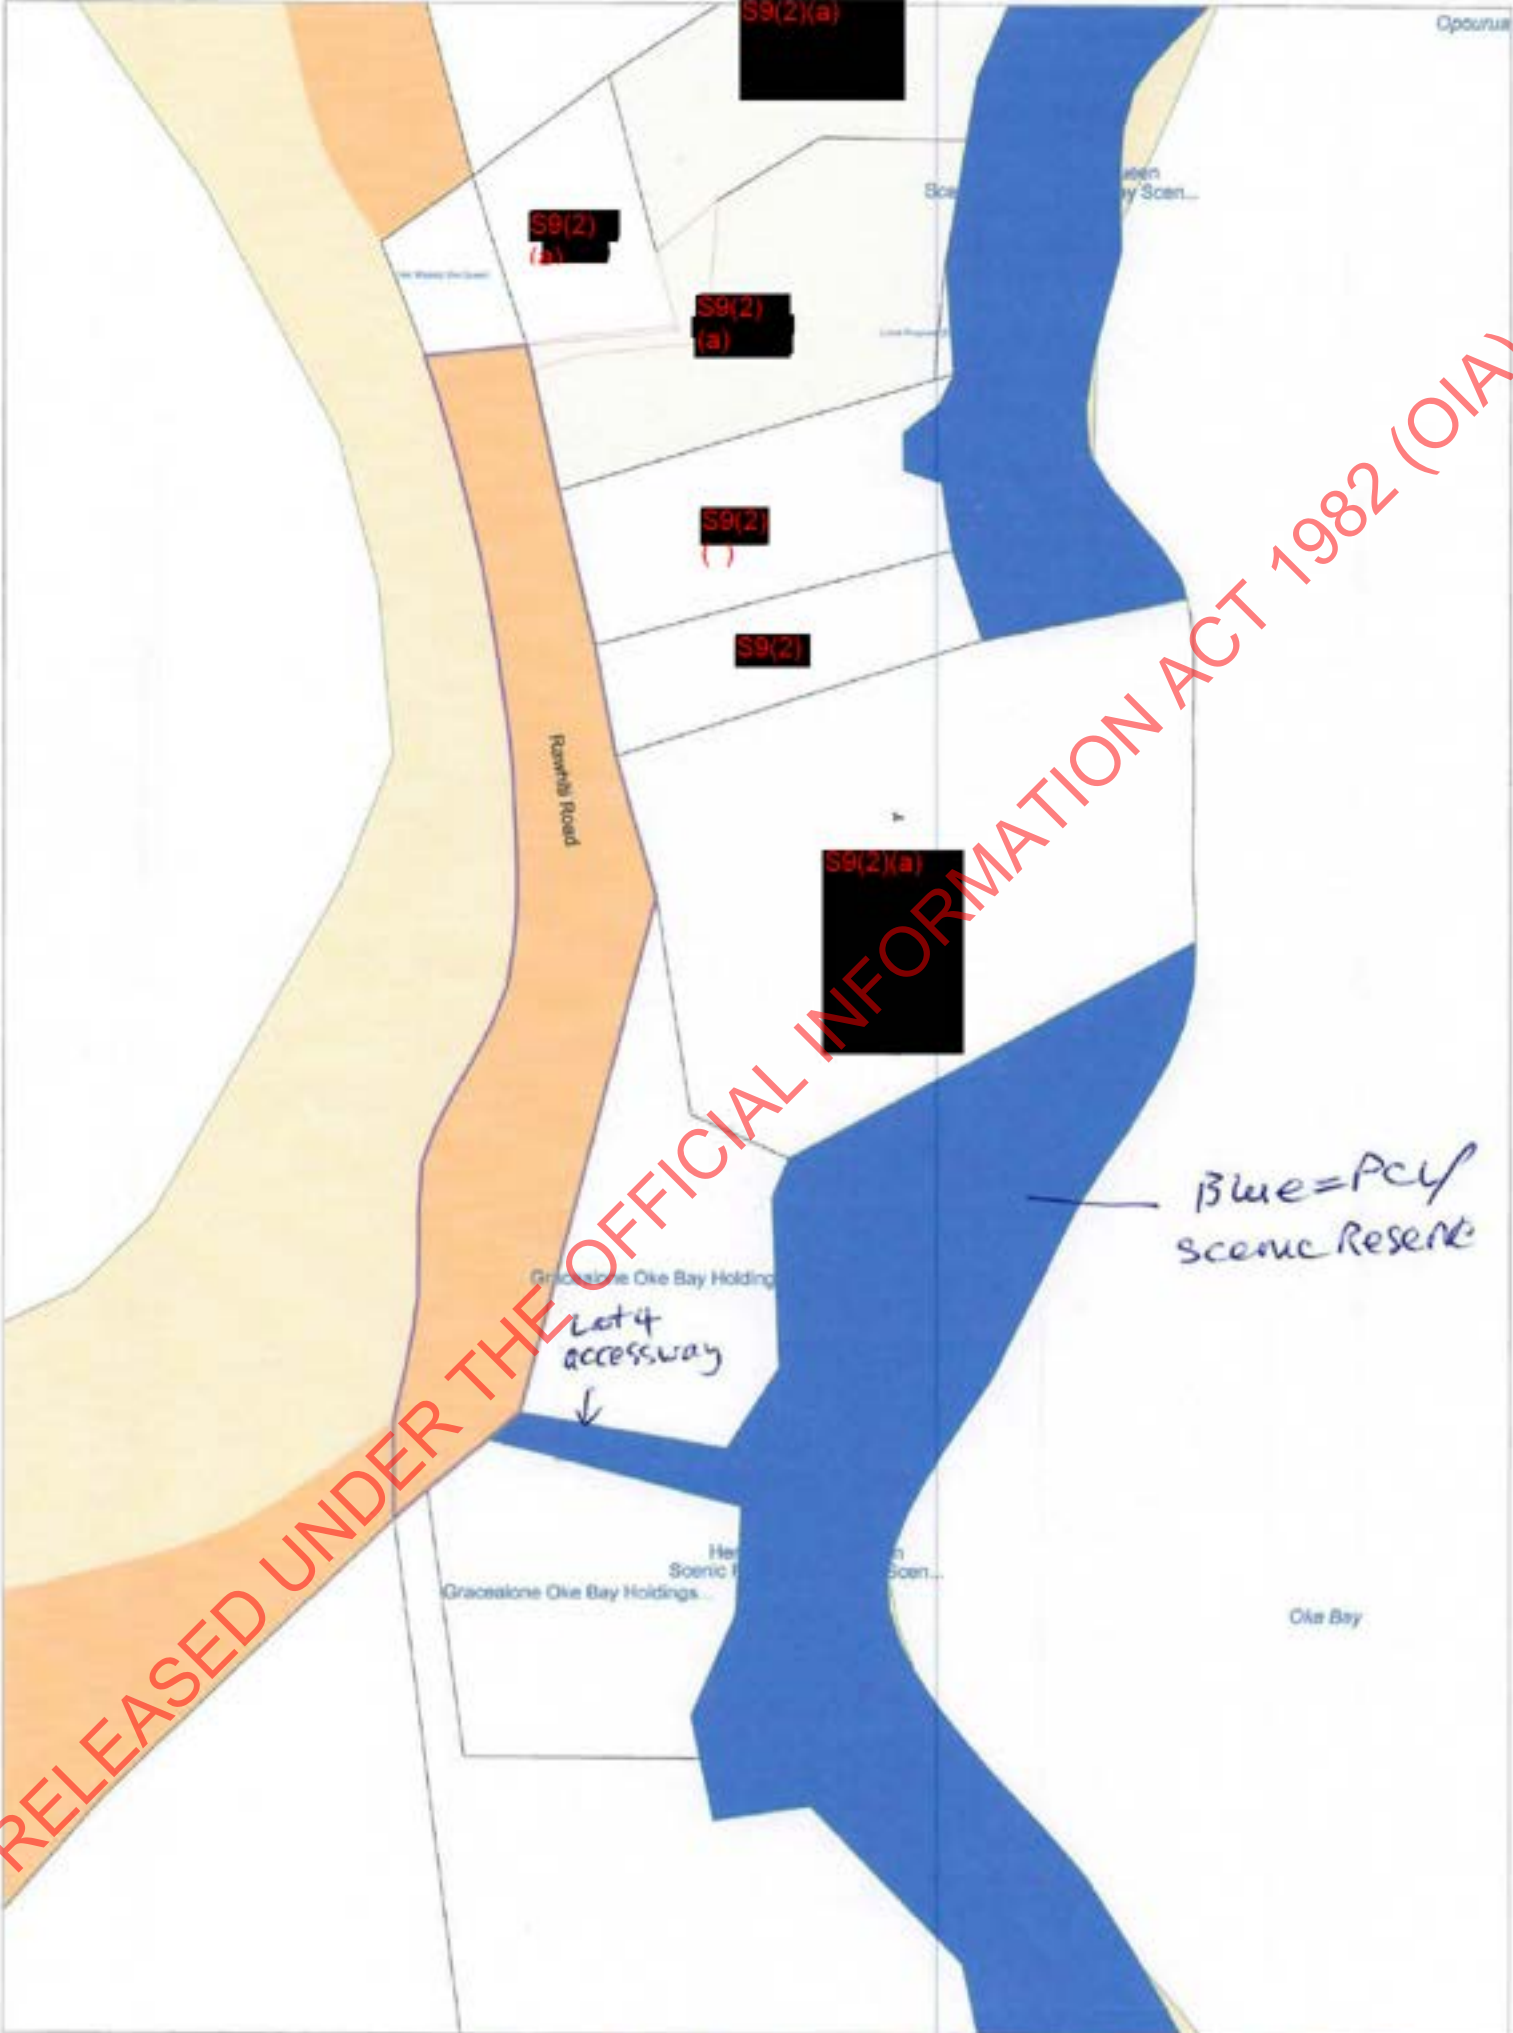 S9(2)(a)
Opourua
Scen...
S9(2)
(a)
S9(2)
(a)
S9(2)
( )
S9(2)
Rawhiti Road
S9(2)(a)
Blue = PCL/
Scenic Reserve
Gracealone Oke Bay Holding
Lot 4
accessway
Scenic
Scen...
Gracealone Oke Bay Holdings...
Oke Bay
RELEASED UNDER THE OFFICIAL INFORMATION ACT 1982 (OIA)